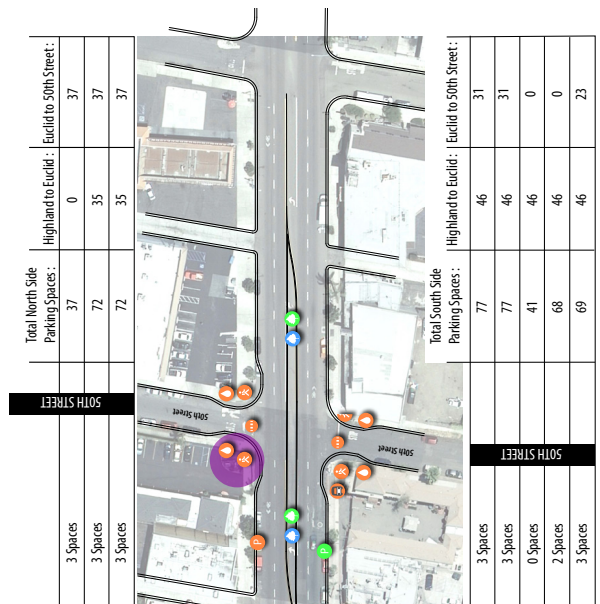 Total North Side
Parking Spaces : Highland to Euclid : Euclid to 50th Street :
3 Spaces 37 0 37
3 Spaces 72 35 37
3 Spaces 72 35 37
50TH STREET
50th Street
P
P
50th Street
Total South Side
Parking Spaces : Highland to Euclid : Euclid to 50th Street :
3 Spaces 77 46 31
3 Spaces 77 46 31
0 Spaces 41 46 0
2 Spaces 68 46 0
3 Spaces 69 46 23
50TH STREET